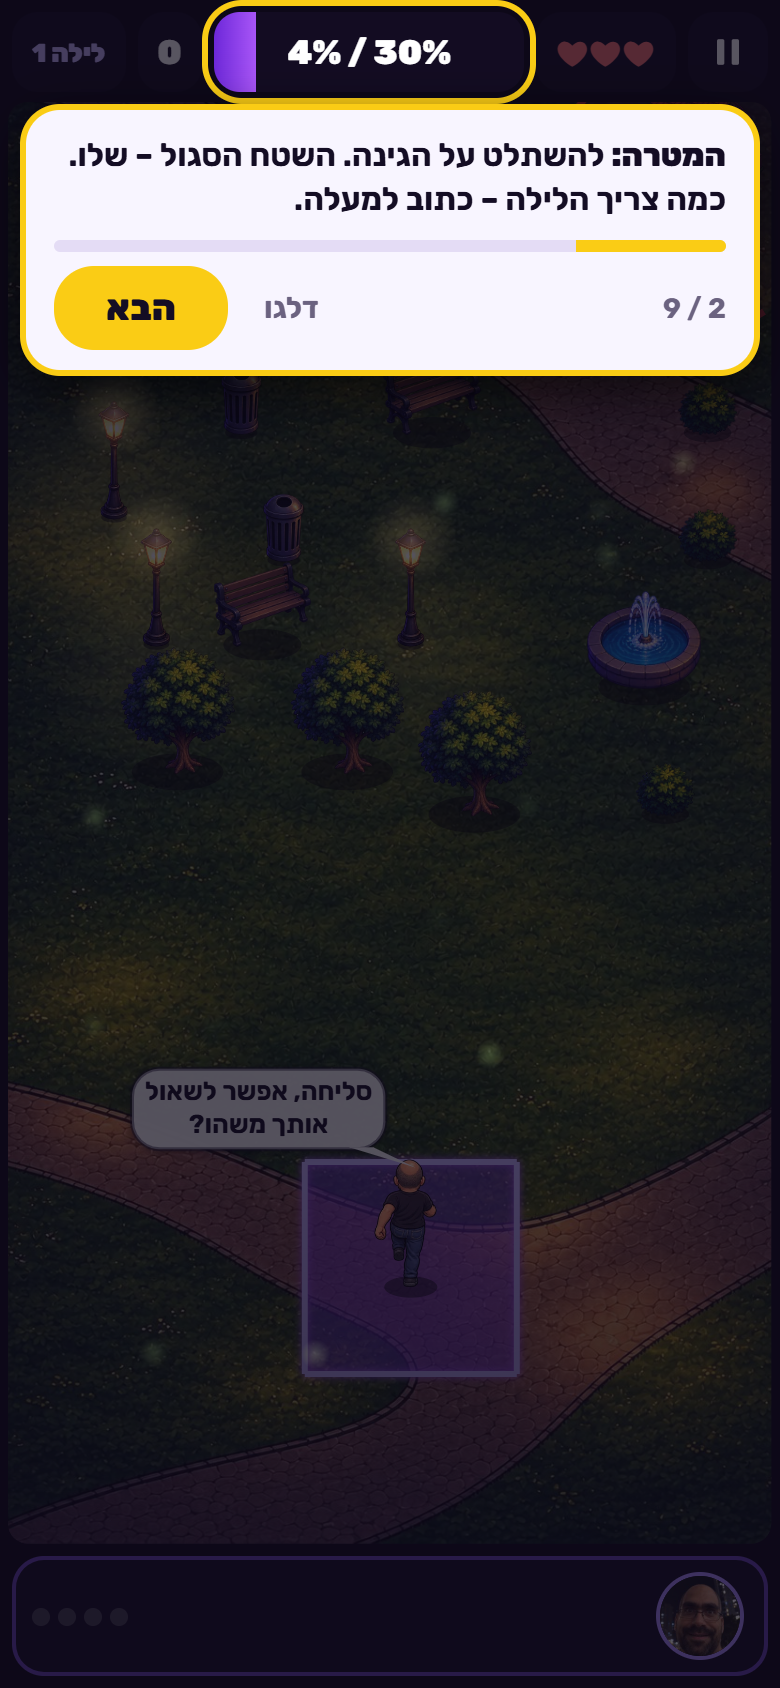 לילה 1
0
4% / 30%
המטרה: להשתלט על הגינה. השטח הסגול – שלו.
כמה צריך הלילה – כתוב למעלה.
9 / 2
דלגו
הבא
סליחה, אפשר לשאול
אותך משהו?